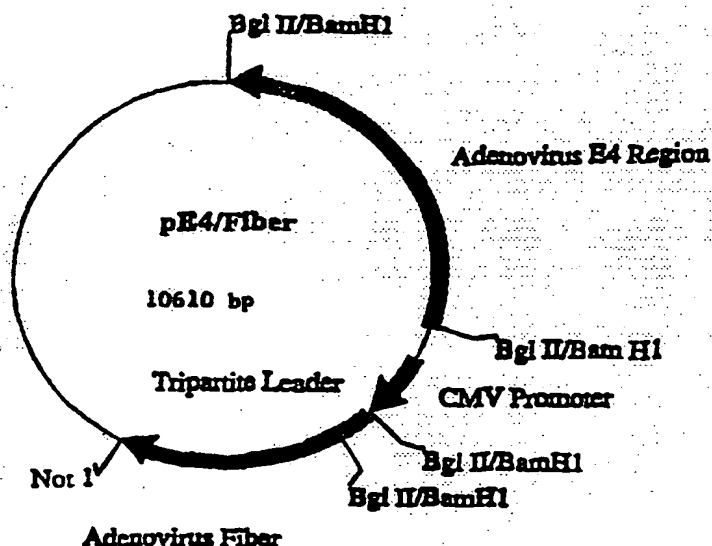 Bgl II/BamH1
Adenovirus E4 Region
pE4/Fiber
10610 bp
Bgl II/Bam H1
Tripartite Leader
CMV Promoter
Bgl II/BamH1
Not 1
Bgl II/BamH1
Adenovirus Fiber